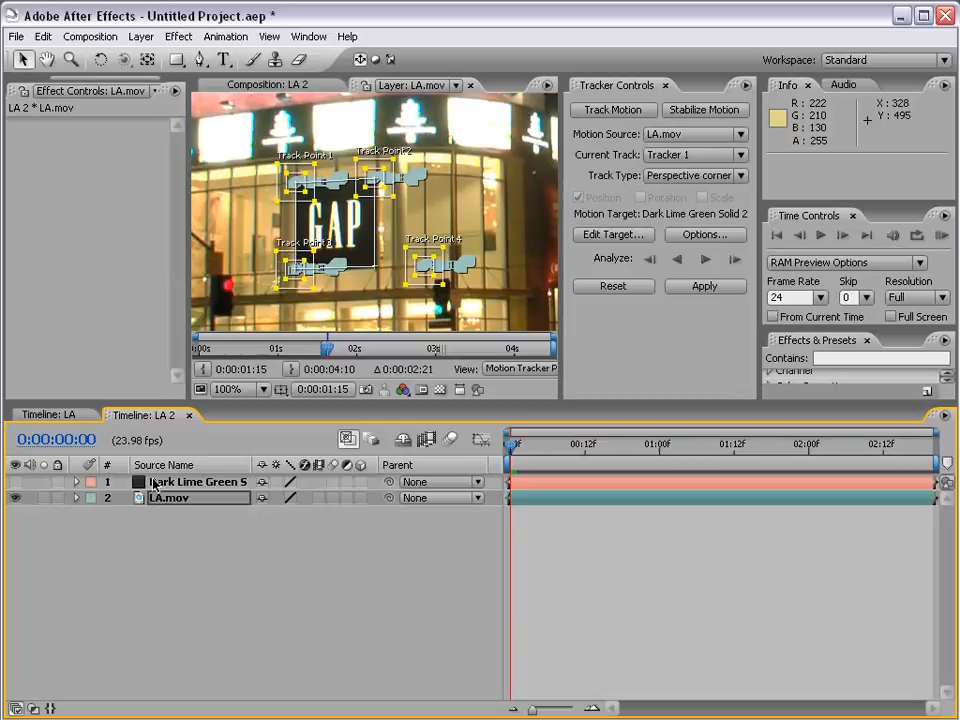 Adobe After Effects - Untitled Project.aep *
File Edit Composition Layer Effect Animation View Window Help
Workspace: Standard
Effect Controls: LA.mov
LA 2 * LA.mov
Composition: LA 2
Layer: LA.mov
Track Point 1
Track Point 2
GAP
Track Point 3
Track Point 4
:00s 01s 02s 03s 04s
0:00:01:15 0:00:04:10 Δ 0:00:02:21 View: Motion Tracker P
100% 0:00:01:15
Tracker Controls
Track Motion Stabilize Motion
Motion Source: LA.mov
Current Track: Tracker 1
Track Type: Perspective corner
Position Rotation Scale
Motion Target: Dark Lime Green Solid 2
Edit Target... Options...
Analyze:
Reset Apply
Info Audio
R : 222 X : 328
G : 210 Y : 495
B : 130
A : 255
Time Controls
RAM Preview Options
Frame Rate Skip Resolution
24 0 Full
From Current Time Full Screen
Effects & Presets
Contains:
Channel
Timeline: LA Timeline: LA 2
0:00:00:00 (23.98 fps)
# Source Name Parent
00:12f 01:00f 01:12f 02:00f 02:12f
1 Dark Lime Green S None
2 LA.mov None